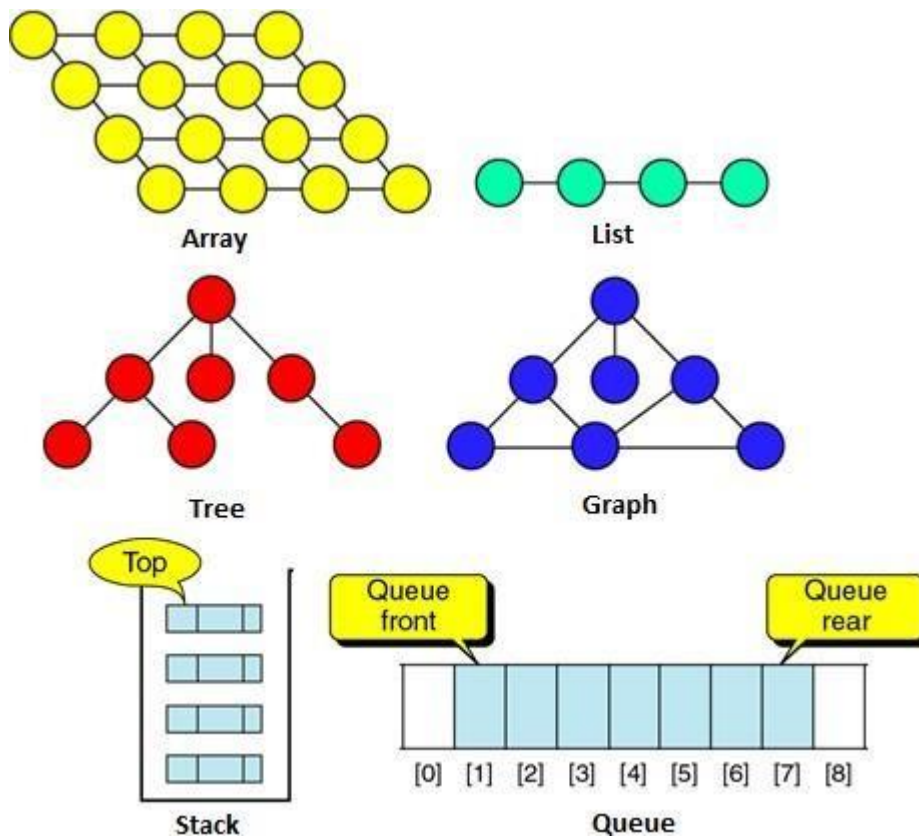 Array
List
Tree
Graph
Top
Queue
front
Queue
rear
[0] [1] [2] [3] [4] [5] [6] [7] [8]
Stack
Queue